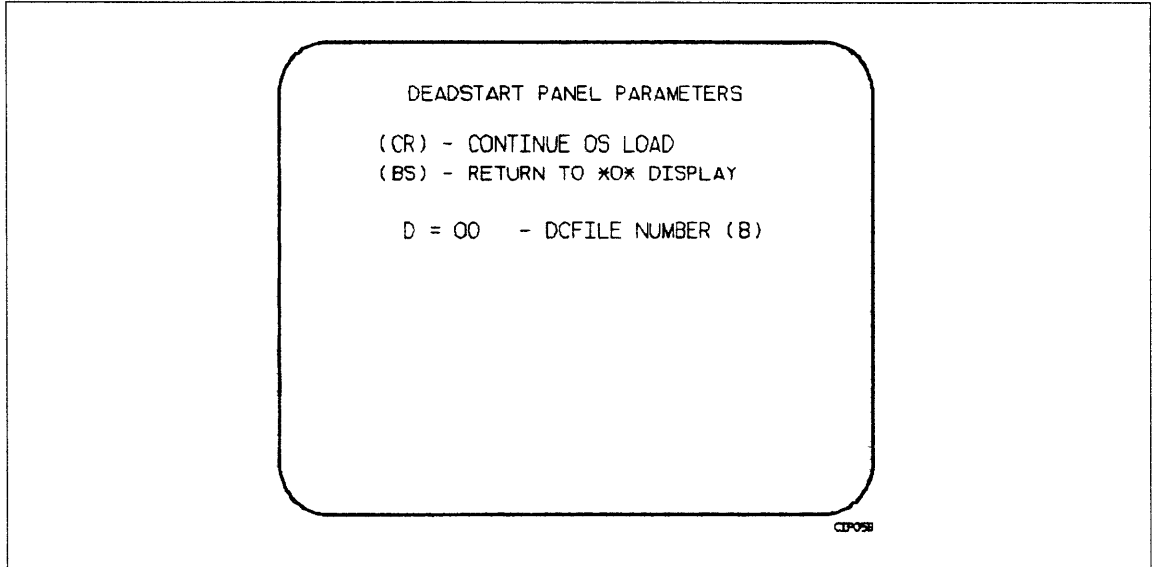 DEADSTART PANEL PARAMETERS
(CR) - CONTINUE OS LOAD
(BS) - RETURN TO *O* DISPLAY
D = 00 - DCFILE NUMBER (8)